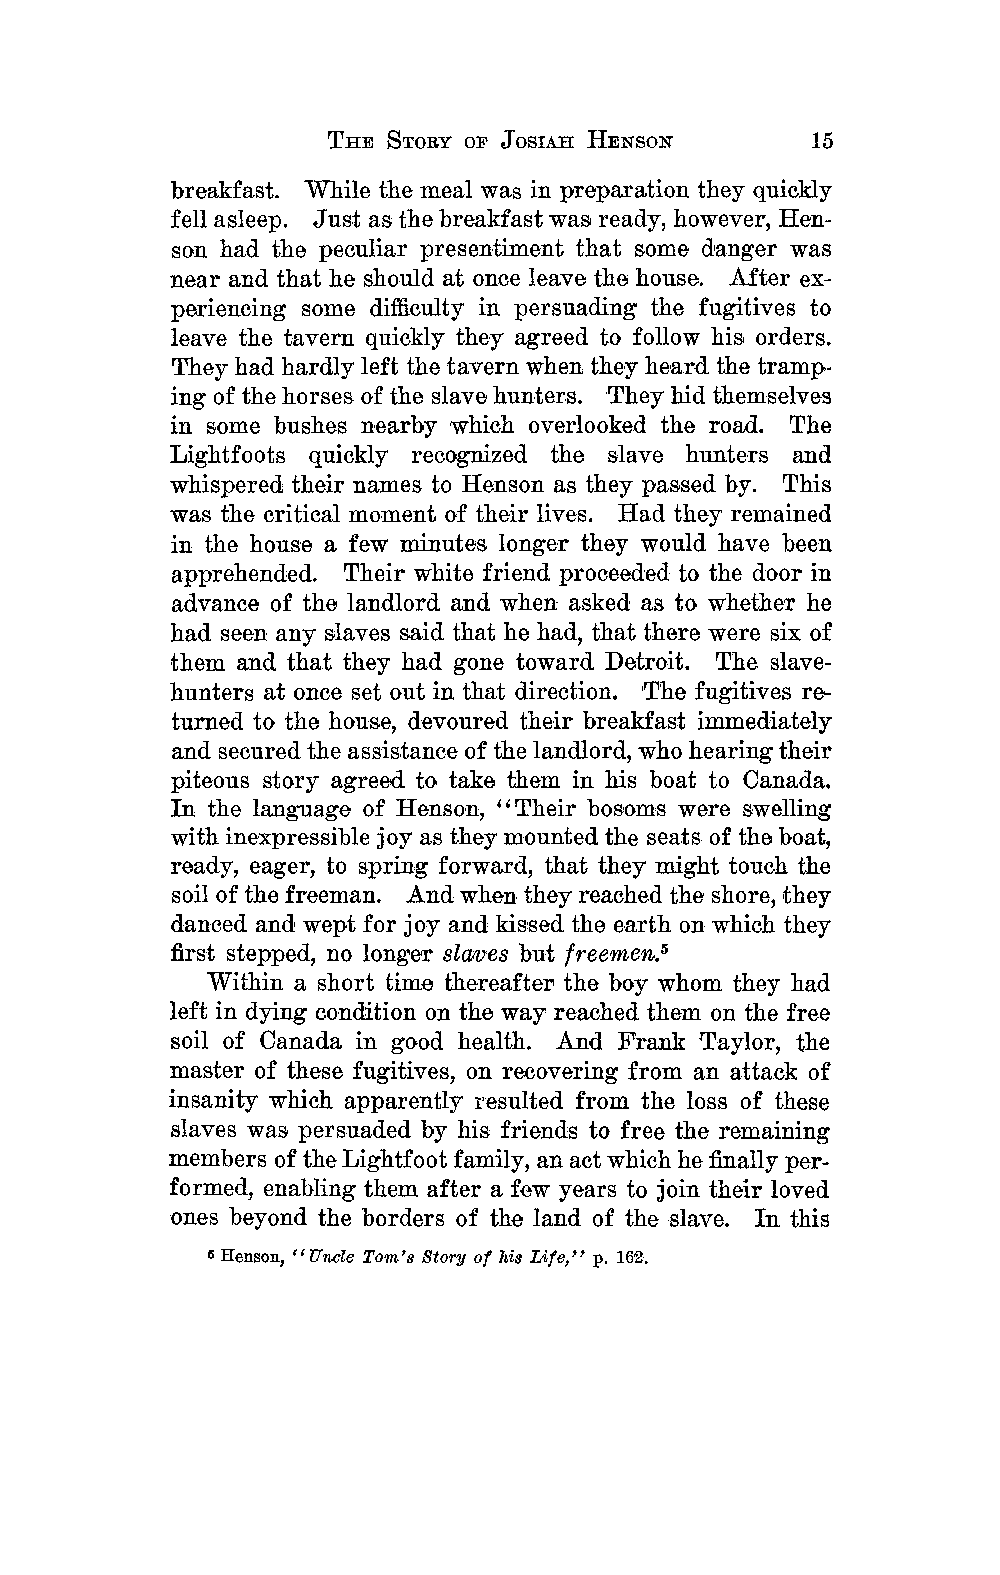 The Story of Josiah Henson 15
breakfast. While the meal was in preparation they quickly
fell asleep. Just as the breakfast was ready, however, Hen-
son had the peculiar presentiment that some danger was
near and that he should at once leave the house. After ex-
periencing some difficulty in persuading the fugitives to
leave the tavern quickly they agreed to follow his orders.
They had hardly left the tavern when they heard the tramp-
ing of the horses of the slave hunters. They hid themselves
in some bushes nearby which overlooked the road. The
Lightfoots quickly recognized the slave hunters and
whispered their names to Henson as they passed by. This
was the critical moment of their lives. Had they remained
in the house a few minutes longer they would have been
apprehended. Their white friend proceeded to the door in
advance of the landlord and when asked as to whether he
had seen any slaves said that he had, that there were six of
them and that they had gone toward Detroit. The slave-
hunters at once set out in that direction. The fugitives re-
turned to the house, devoured their breakfast immediately
and secured the assistance of the landlord, who hearing their
piteous story agreed to take them in his boat to Canada.
In the language of Henson, “Their bosoms were swelling
with inexpressible joy as they mounted the seats of the boat,
ready, eager, to spring forward, that they might touch the
soil of the freeman. And when they reached the shore, they
danced and wept for joy and kissed the earth on which they
first stepped, no longer slaves but freemen.⁵
Within a short time thereafter the boy whom they had
left in dying condition on the way reached them on the free
soil of Canada in good health. And Frank Taylor, the
master of these fugitives, on recovering from an attack of
insanity which apparently resulted from the loss of these
slaves was persuaded by his friends to free the remaining
members of the Lightfoot family, an act which he finally per-
formed, enabling them after a few years to join their loved
ones beyond the borders of the land of the slave. In this
⁵ Henson, “Uncle Tom's Story of his Life,” p. 162.